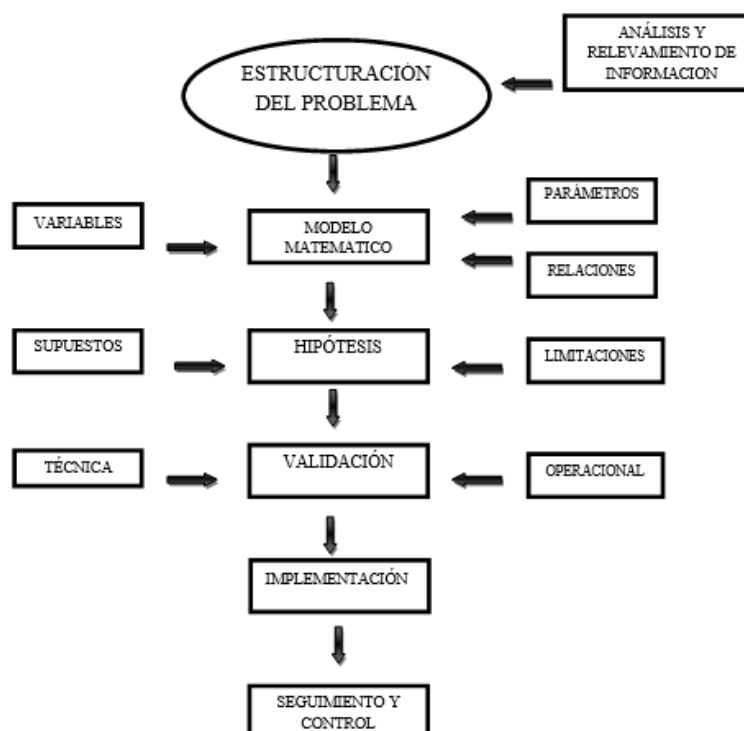 ANÁLISIS Y
RELEVAMIENTO DE
INFORMACION
ESTRUCTURACIÓN
DEL PROBLEMA
PARÁMETROS
VARIABLES
MODELO
MATEMATICO
RELACIONES
SUPUESTOS
HIPÓTESIS
LIMITACIONES
TÉCNICA
VALIDACIÓN
OPERACIONAL
IMPLEMENTACIÓN
SEGUIMIENTO Y
CONTROL